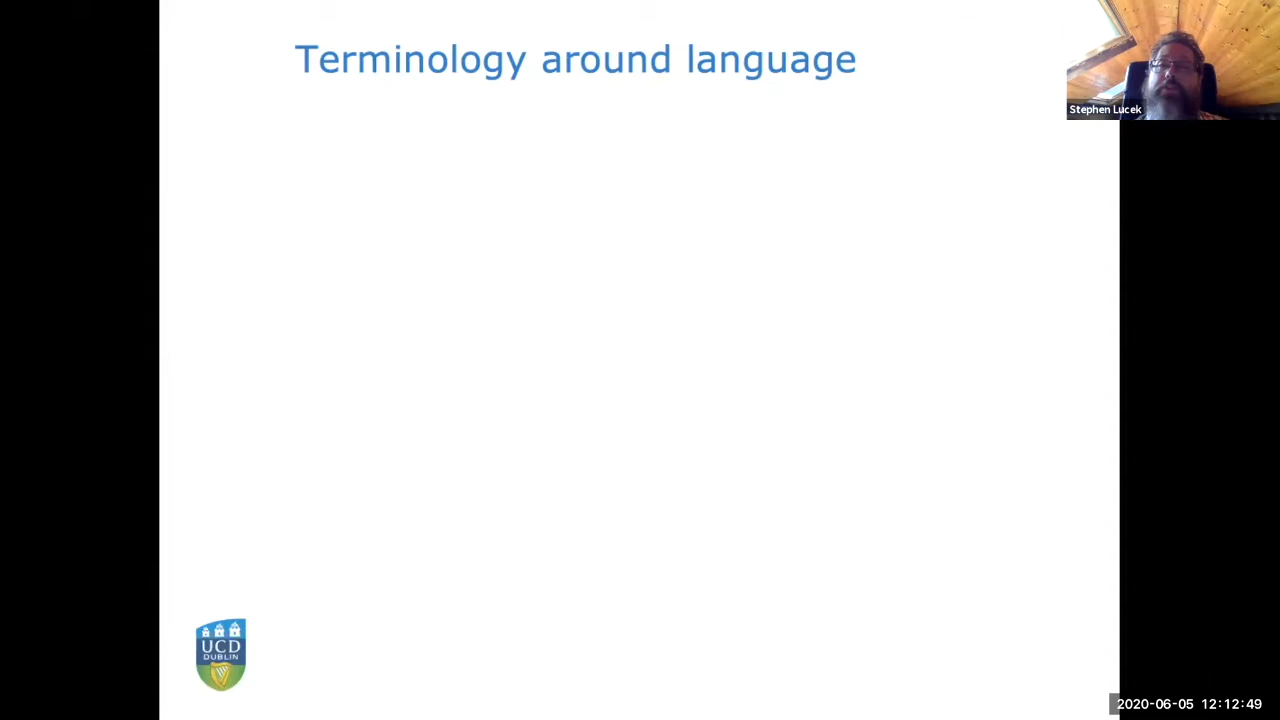 Terminology around language
Stephen Lucek
UCD
DUBLIN
2020-06-05 12:12:49